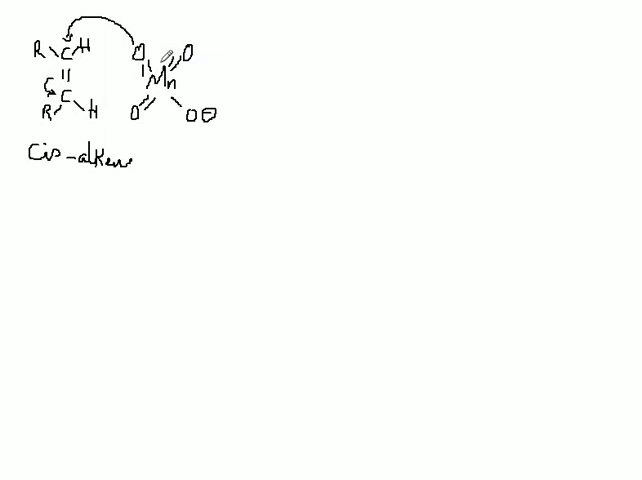 R C H O O
Mn
C
R H O O⊖
Cis-alkene